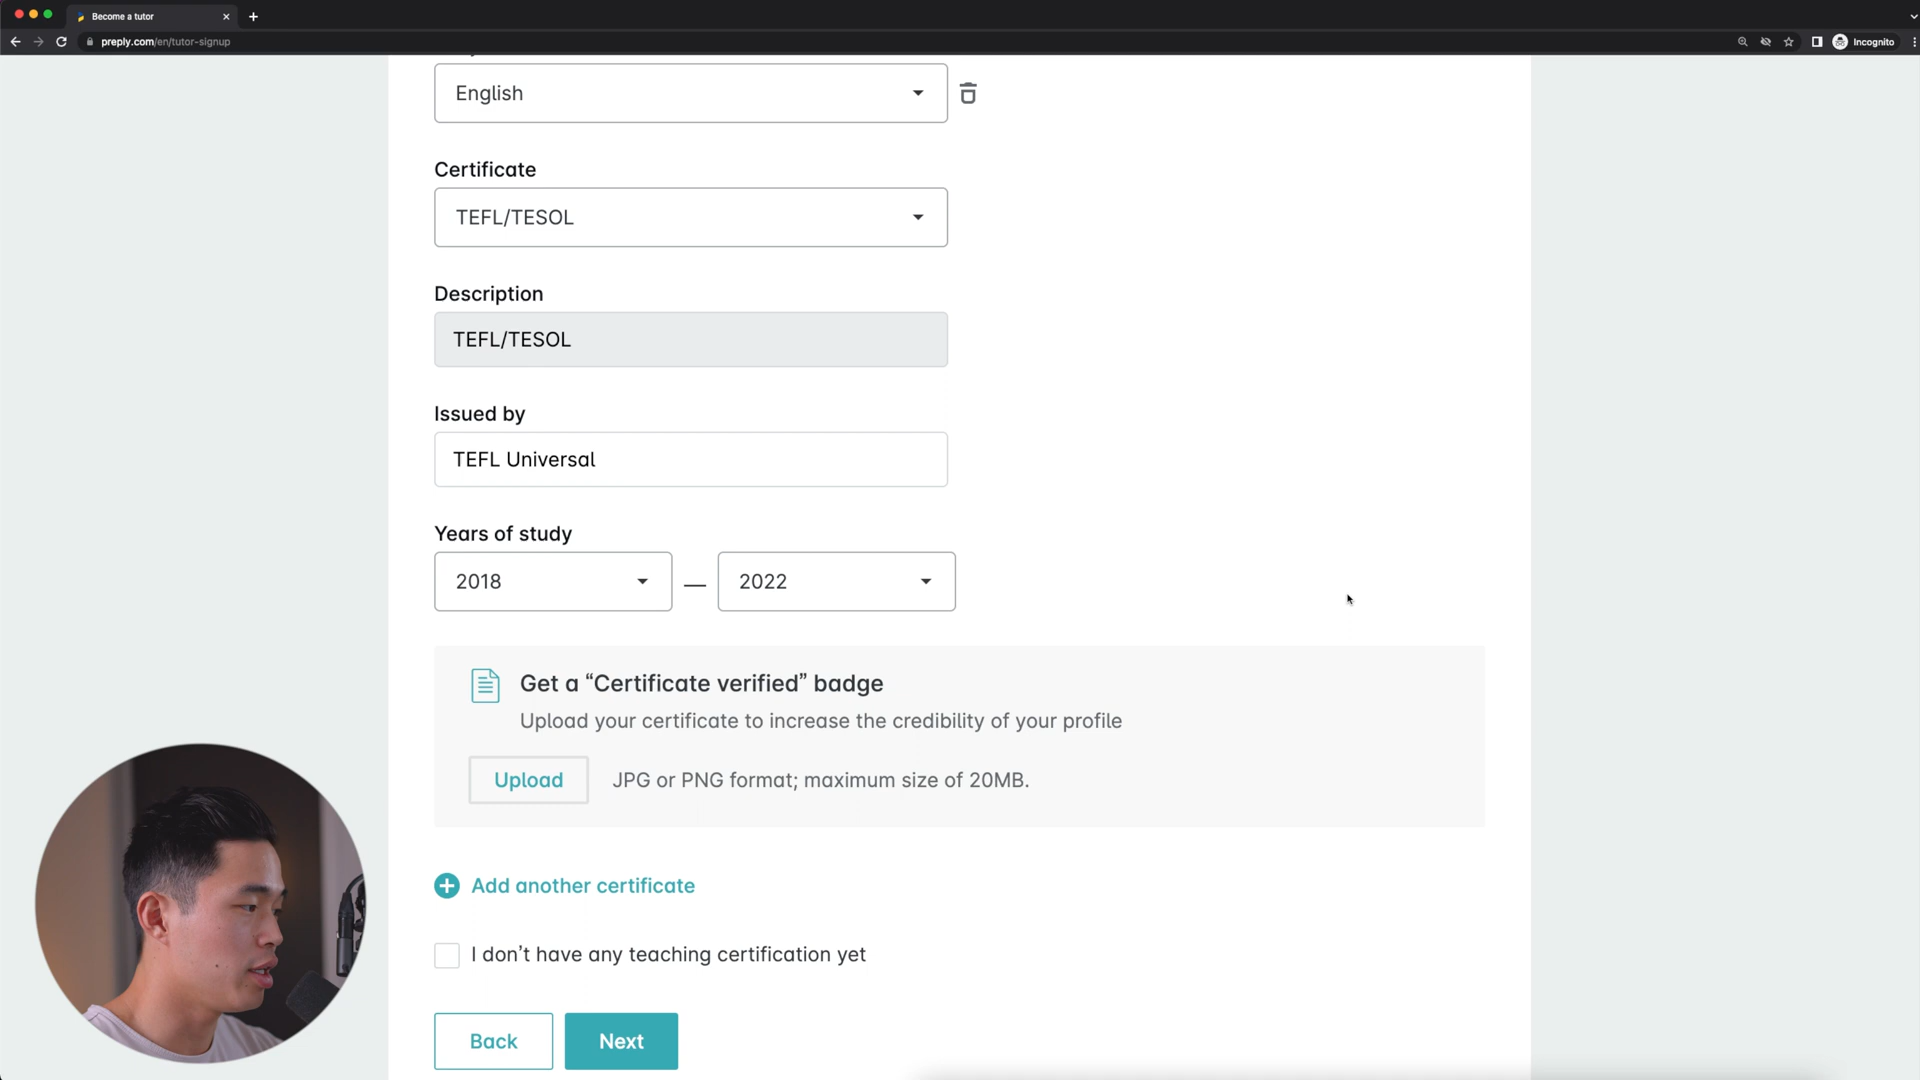 Become a tutor
preply.com/en/tutor-signup
Incognito
English
Certificate
TEFL/TESOL
Description
TEFL/TESOL
Issued by
TEFL Universal
Years of study
2018 — 2022
Get a “Certificate verified” badge
Upload your certificate to increase the credibility of your profile
Upload JPG or PNG format; maximum size of 20MB.
Add another certificate
I don’t have any teaching certification yet
Back Next